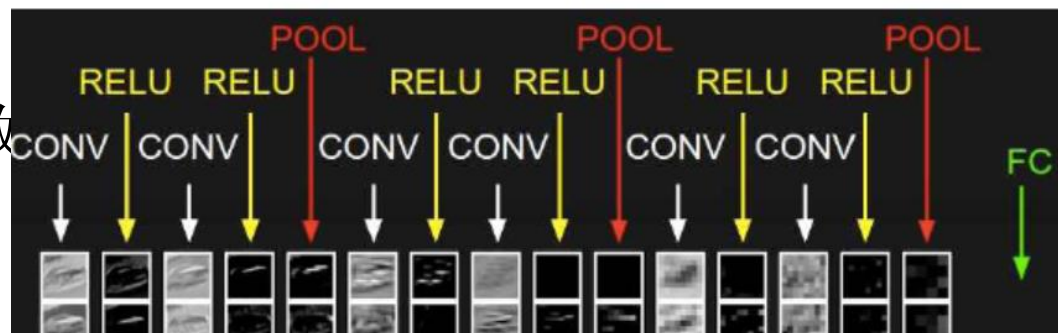 POOL POOL POOL
RELU RELU RELU RELU RELU RELU
CONV CONV CONV CONV CONV CONV
FC